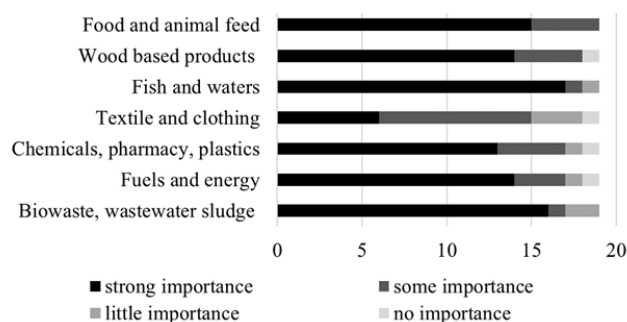 Food and animal feed
Wood based products
Fish and waters
Textile and clothing
Chemicals, pharmacy, plastics
Fuels and energy
Biowaste, wastewater sludge
0 5 10 15 20
strong importance some importance
little importance no importance